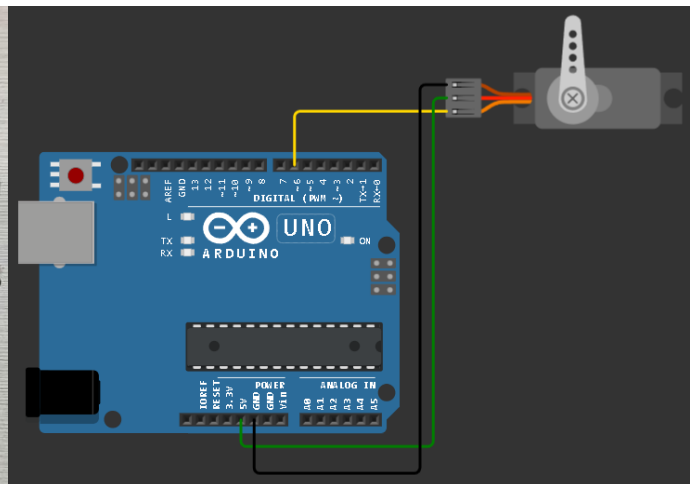 AREF
GND
13
12
~11
~10
~9
8
7
~6
~5
4
~3
2
TX→1
RX←0
DIGITAL (PWM ~)
L
TX
RX
UNO
ON
ARDUINO
POWER
ANALOG IN
IOREF
RESET
3.3V
5V
GND
GND
Vin
A0
A1
A2
A3
A4
A5